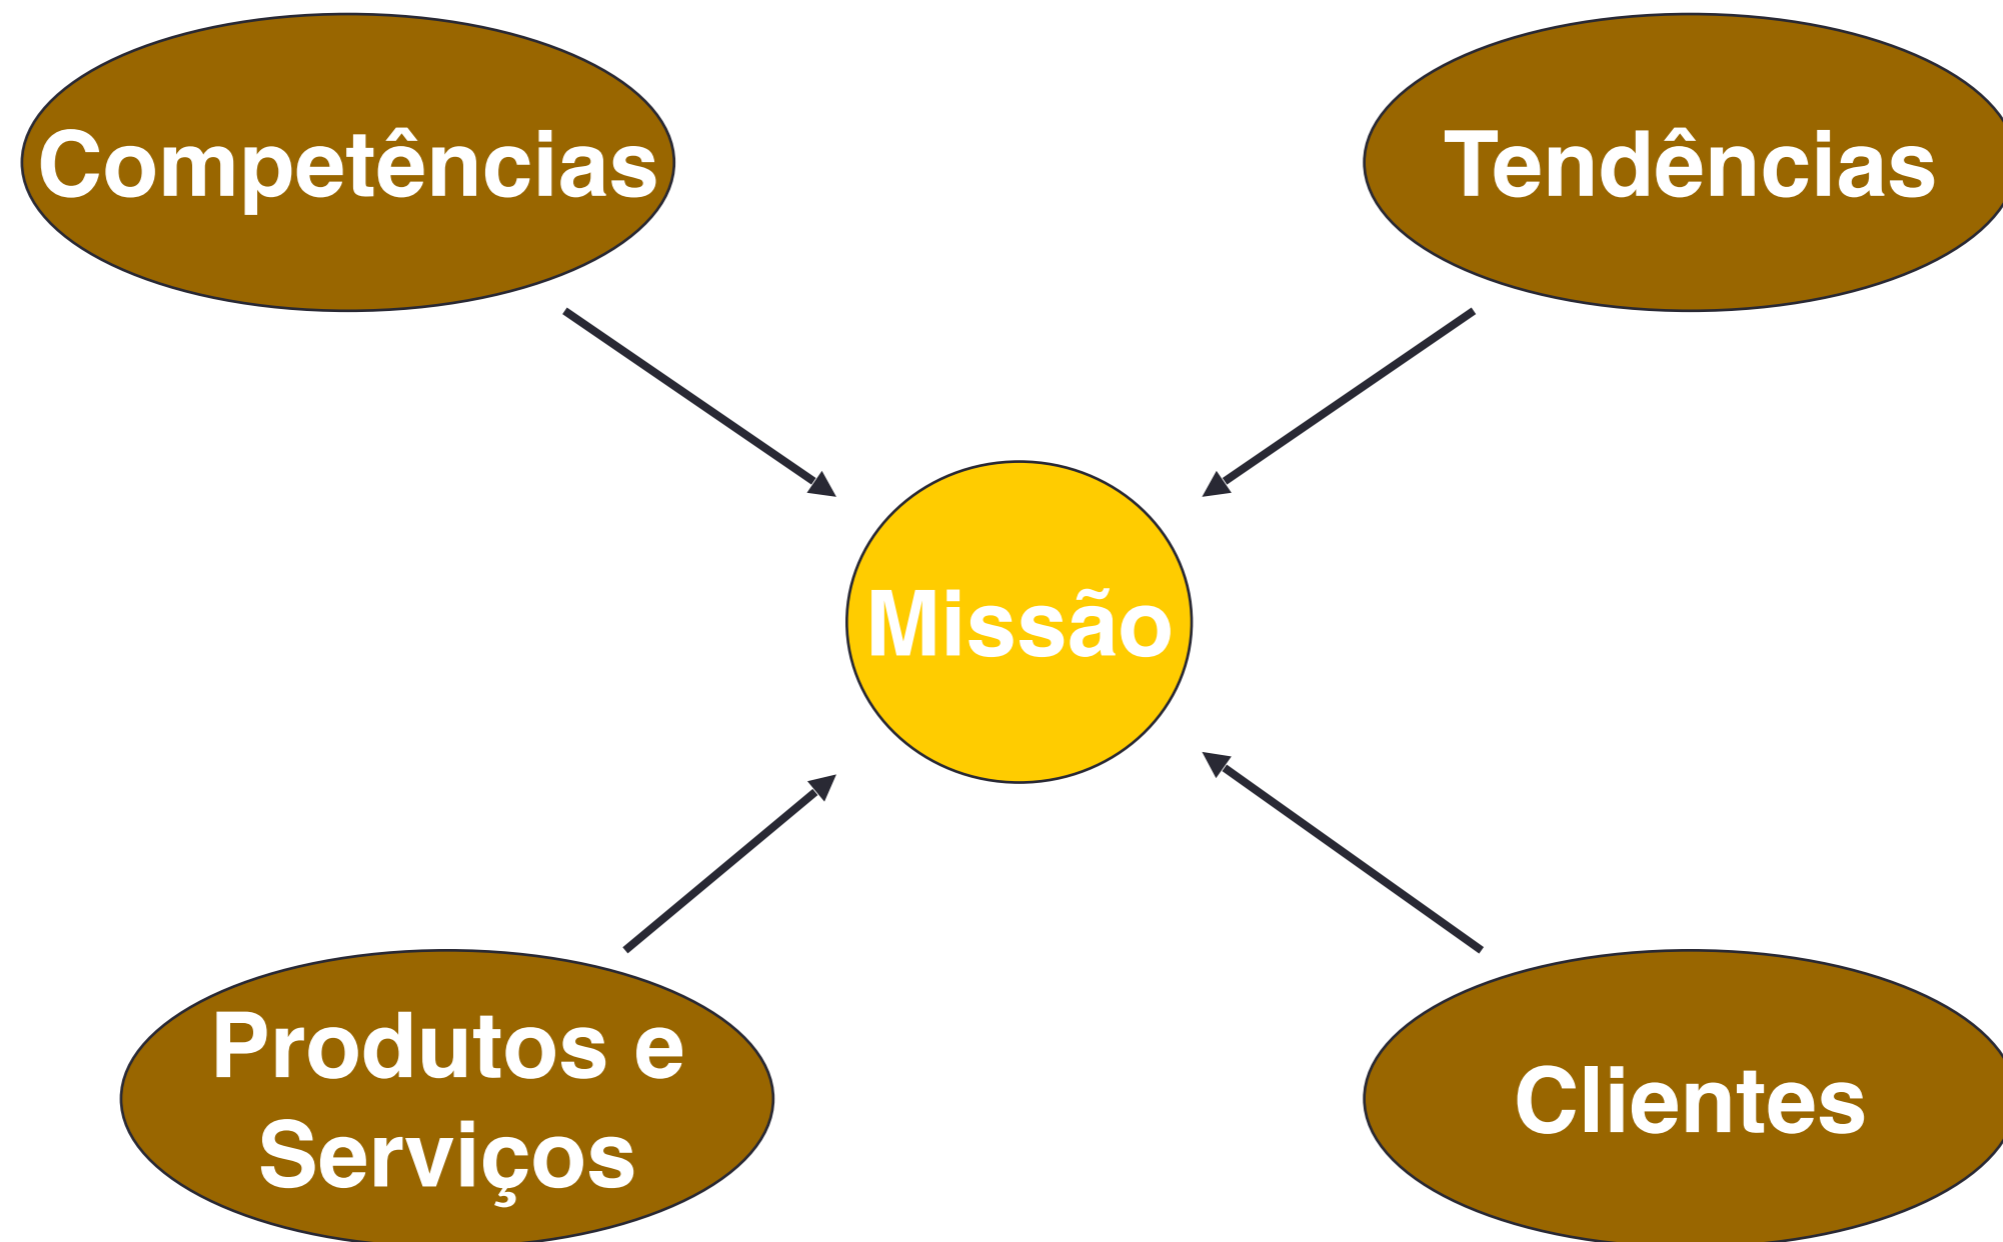 Competências
Tendências
Missão
Produtos e
Serviços
Clientes